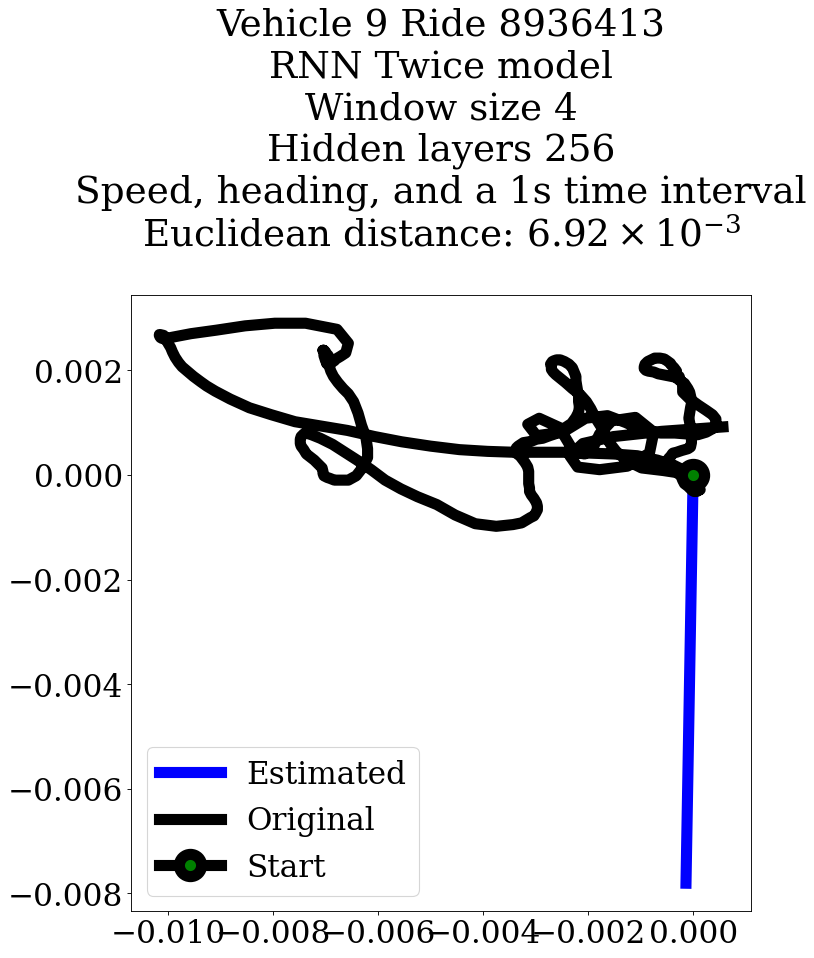 Vehicle 9 Ride 8936413
RNN Twice model
Window size 4
Hidden layers 256
Speed, heading, and a 1s time interval
Euclidean distance: 6.92 × 10⁻³
0.002
0.000
−0.002
−0.004
−0.006
−0.008
Estimated
Original
Start
−0.010 −0.008 −0.006 −0.004 −0.002 0.000